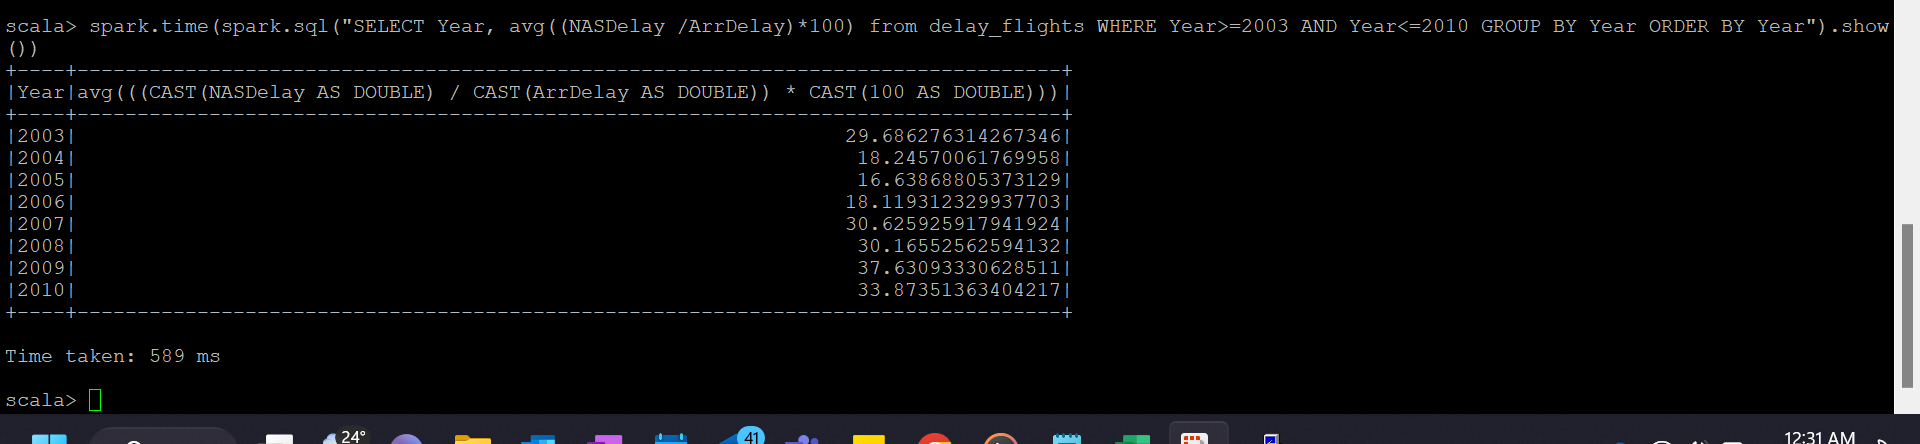 scala> spark.time(spark.sql("SELECT Year, avg((NASDelay /ArrDelay)*100) from delay_flights WHERE Year>=2003 AND Year<=2010 GROUP BY Year ORDER BY Year").show
())
+----+----------------------------------------------------------------------------------+
|Year|avg(((CAST(NASDelay AS DOUBLE) / CAST(ArrDelay AS DOUBLE)) * CAST(100 AS DOUBLE)))|
+----+----------------------------------------------------------------------------------+
|2003| 29.686276314267346|
|2004| 18.24570061769958|
|2005| 16.63868805373129|
|2006| 18.119312329937703|
|2007| 30.625925917941924|
|2008| 30.16552562594132|
|2009| 37.63093330628511|
|2010| 33.87351363404217|
+----+----------------------------------------------------------------------------------+
Time taken: 589 ms
scala>
24°
41
12:31 AM